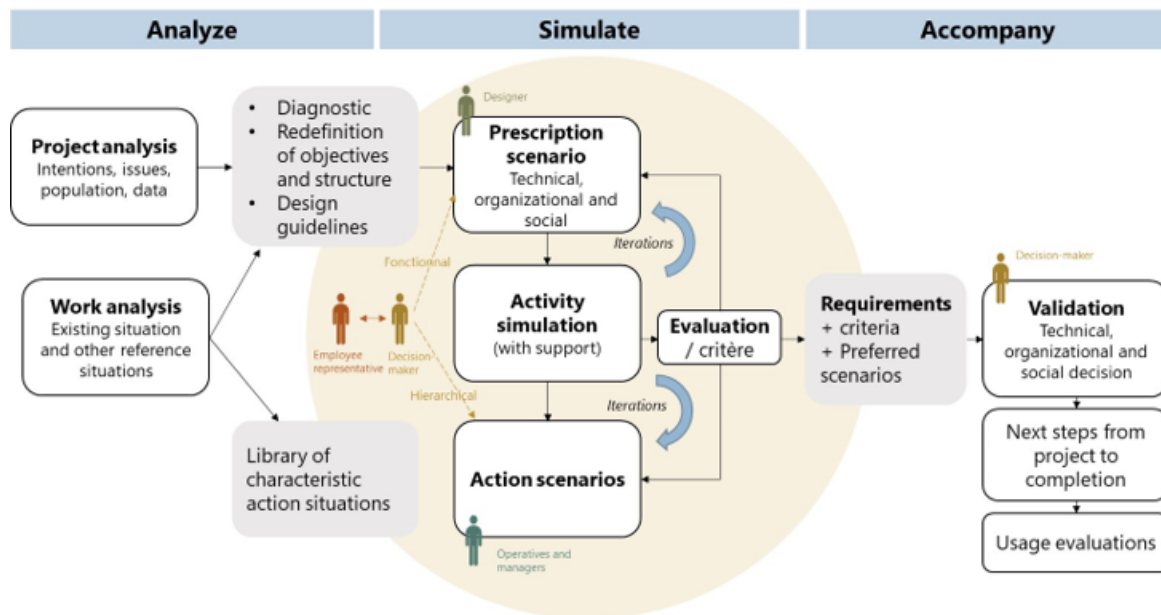 Analyze
Simulate
Accompany
Project analysis
Intentions, issues,
population, data
Work analysis
Existing situation
and other reference
situations
• Diagnostic
• Redefinition
of objectives
and structure
• Design
guidelines
Library of
characteristic
action situations
Designer
Prescription
scenario
Technical,
organizational and
social
Iterations
Fonctionnal
Employee
representative
Decision
maker
Hierarchical
Activity
simulation
(with support)
Evaluation
/ critère
Iterations
Action scenarios
Operatives and
managers
Requirements
+ criteria
+ Preferred
scenarios
Decision-maker
Validation
Technical,
organizational and
social decision
Next steps from
project to
completion
Usage evaluations